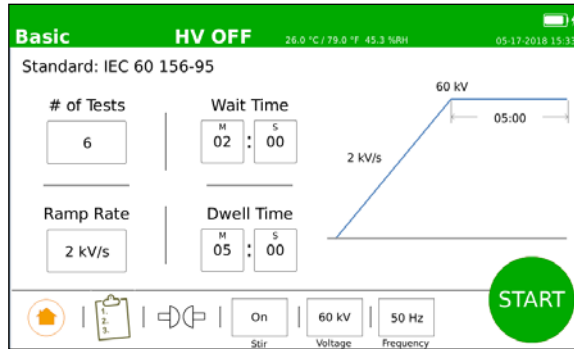 Basic
HV OFF
26.0 °C / 79.0 °F 45.3 %RH
05-17-2018 15:33
Standard: IEC 60 156-95
# of Tests
6
Wait Time
M
S
02 : 00
Ramp Rate
2 kV/s
Dwell Time
M
S
05 : 00
60 kV
05:00
2 kV/s
1.
2.
3.
On
Stir
60 kV
Voltage
50 Hz
Frequency
START